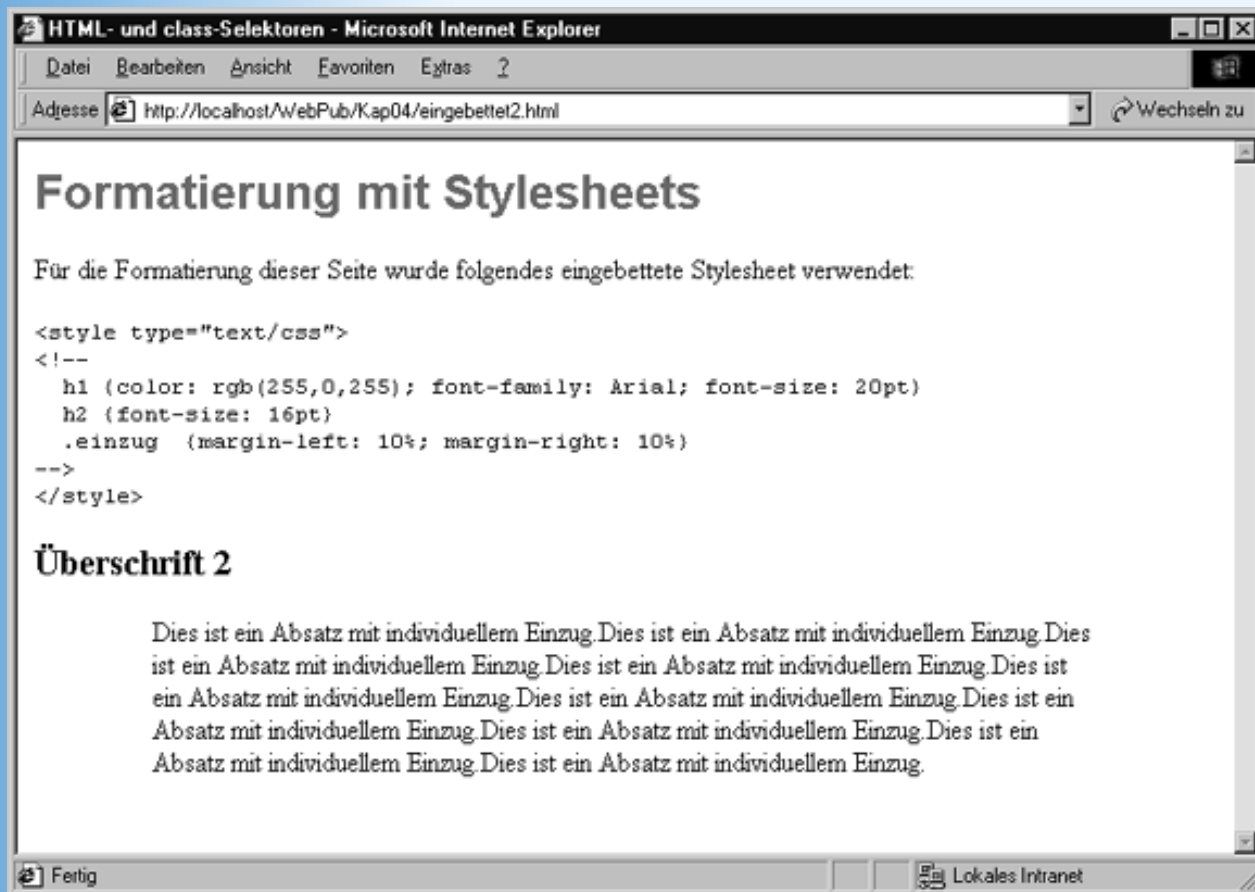 HTML- und class-Selektoren - Microsoft Internet Explorer
Datei Bearbeiten Ansicht Favoriten Extras ?
Adresse http://localhost/WebPub/Kap04/eingebettet2.html Wechseln zu
Formatierung mit Stylesheets
Für die Formatierung dieser Seite wurde folgendes eingebettete Stylesheet verwendet:
<style type="text/css">
<!--
h1 {color: rgb(255,0,255); font-family: Arial; font-size: 20pt}
h2 {font-size: 16pt}
.einzug {margin-left: 10%; margin-right: 10%}
-->
</style>
Überschrift 2
Dies ist ein Absatz mit individuellem Einzug.Dies ist ein Absatz mit individuellem Einzug.Dies
ist ein Absatz mit individuellem Einzug.Dies ist ein Absatz mit individuellem Einzug.Dies ist
ein Absatz mit individuellem Einzug.Dies ist ein Absatz mit individuellem Einzug.Dies ist ein
Absatz mit individuellem Einzug.Dies ist ein Absatz mit individuellem Einzug.Dies ist ein
Absatz mit individuellem Einzug.Dies ist ein Absatz mit individuellem Einzug.
Fertig Lokales Intranet